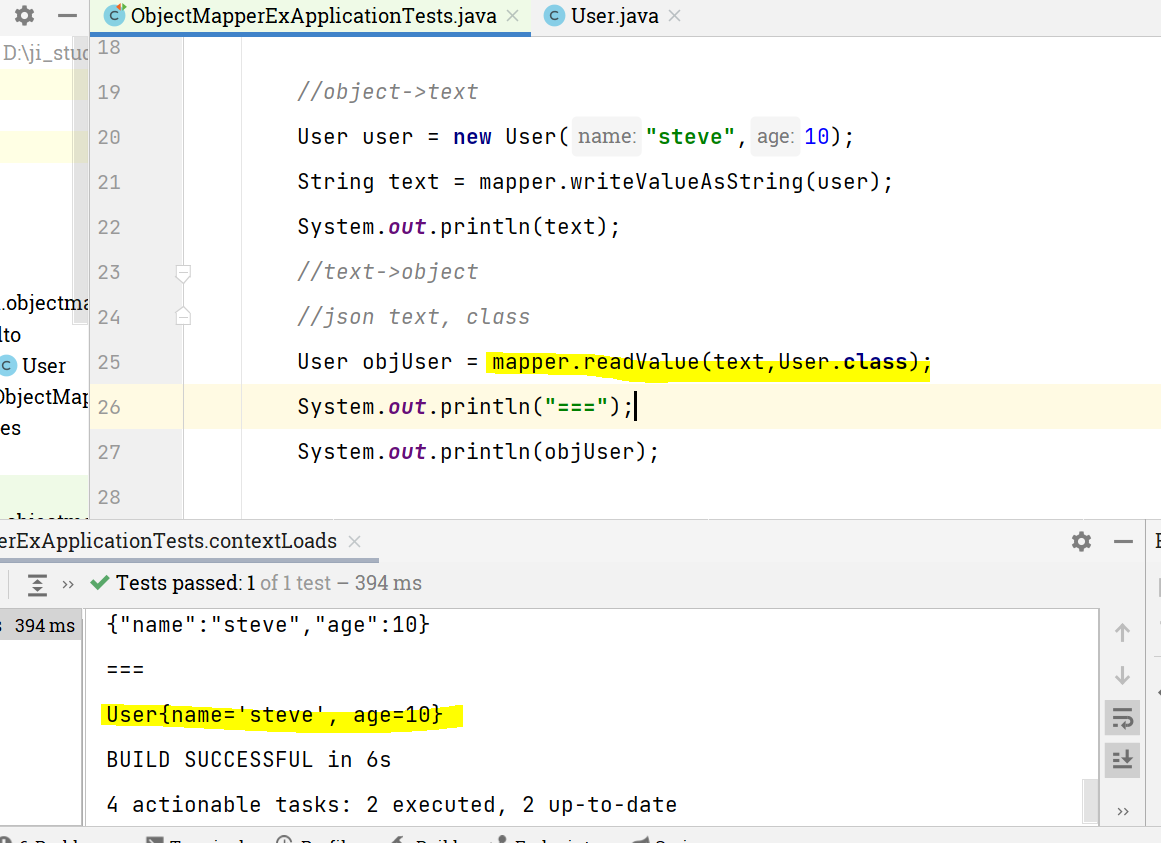 ObjectMapperExApplicationTests.java
User.java
D:\ji_stud
18
19 //object->text
20 User user = new User( name: "steve", age: 10);
21 String text = mapper.writeValueAsString(user);
22 System.out.println(text);
23 //text->object
24 //json text, class
25 User objUser = mapper.readValue(text,User.class);
26 System.out.println("===");
27 System.out.println(objUser);
28
.objectma
lto
C User
ObjectMap
es
erExApplicationTests.contextLoads
Tests passed: 1 of 1 test – 394 ms
394 ms
{"name":"steve","age":10}
===
User{name='steve', age=10}
BUILD SUCCESSFUL in 6s
4 actionable tasks: 2 executed, 2 up-to-date